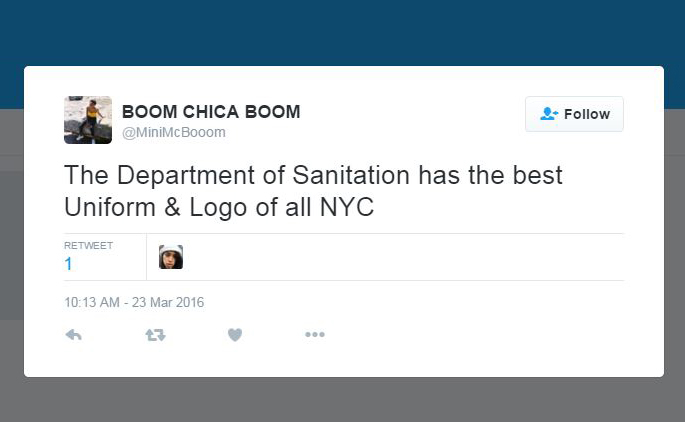 BOOM CHICA BOOM
@MiniMcBooom
Follow
The Department of Sanitation has the best
Uniform & Logo of all NYC
RETWEET
1
10:13 AM - 23 Mar 2016